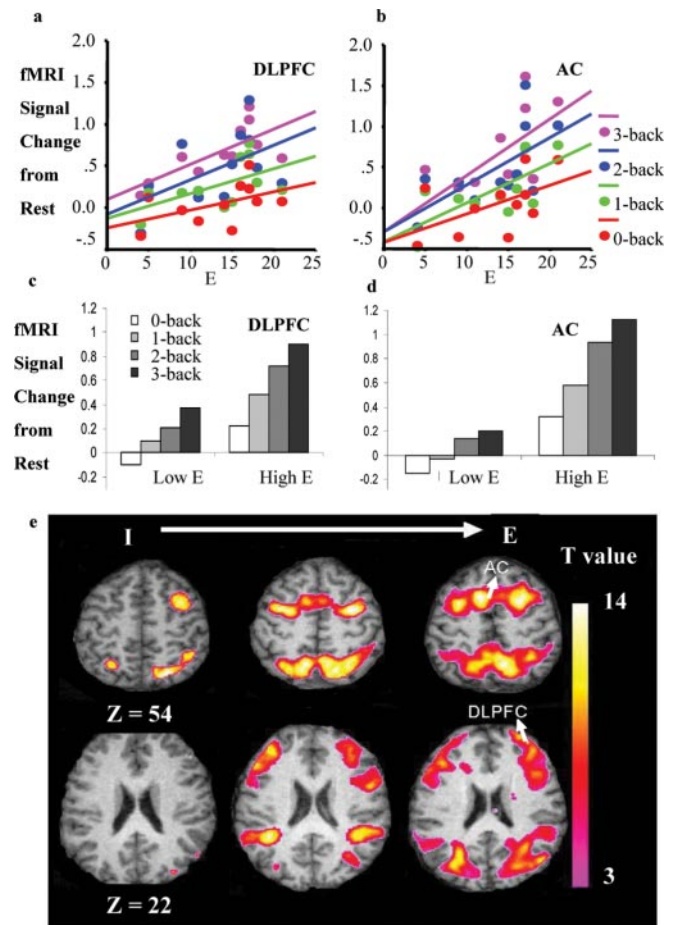 a
b
fMRI
Signal
Change
from
Rest
2.0
1.5
1.0
.5
0.0
-.5
DLPFC
0 5 10 15 20 25
E
2.0
1.5
1.0
.5
0.0
-.5
AC
0 5 10 15 20 25
E
3-back
2-back
1-back
0-back
c
d
fMRI
Signal
Change
from
Rest
1.2
1
0.8
0.6
0.4
0.2
0
-0.2
0-back
1-back
2-back
3-back
DLPFC
Low E High E
1.2
1
0.8
0.6
0.4
0.2
0
-0.2
AC
Low E High E
e
I E
T value
AC
14
Z = 54
DLPFC
3
Z = 22